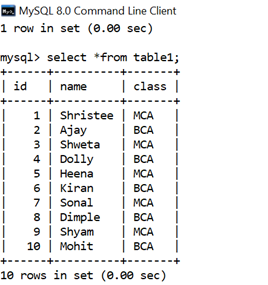 MySQL 8.0 Command Line Client
1 row in set (0.00 sec)
mysql> select *from table1;
+------+----------+-------+
| id   | name     | class |
+------+----------+-------+
|    1 | Shristee | MCA   |
|    2 | Ajay     | BCA   |
|    3 | Shweta   | MCA   |
|    4 | Dolly    | BCA   |
|    5 | Heena    | MCA   |
|    6 | Kiran    | BCA   |
|    7 | Sonal    | MCA   |
|    8 | Dimple   | BCA   |
|    9 | Shyam    | MCA   |
|   10 | Mohit    | BCA   |
+------+----------+-------+
10 rows in set (0.00 sec)